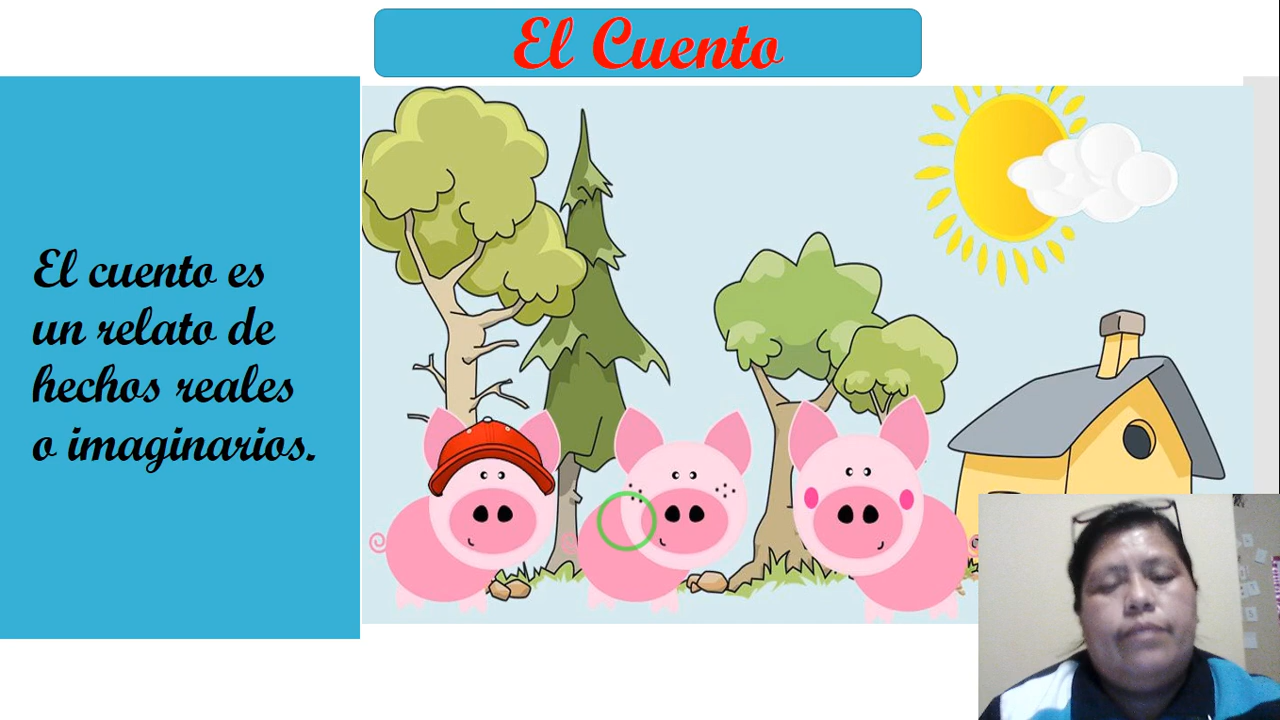 El Cuento
El cuento es
un relato de
hechos reales
o imaginarios.